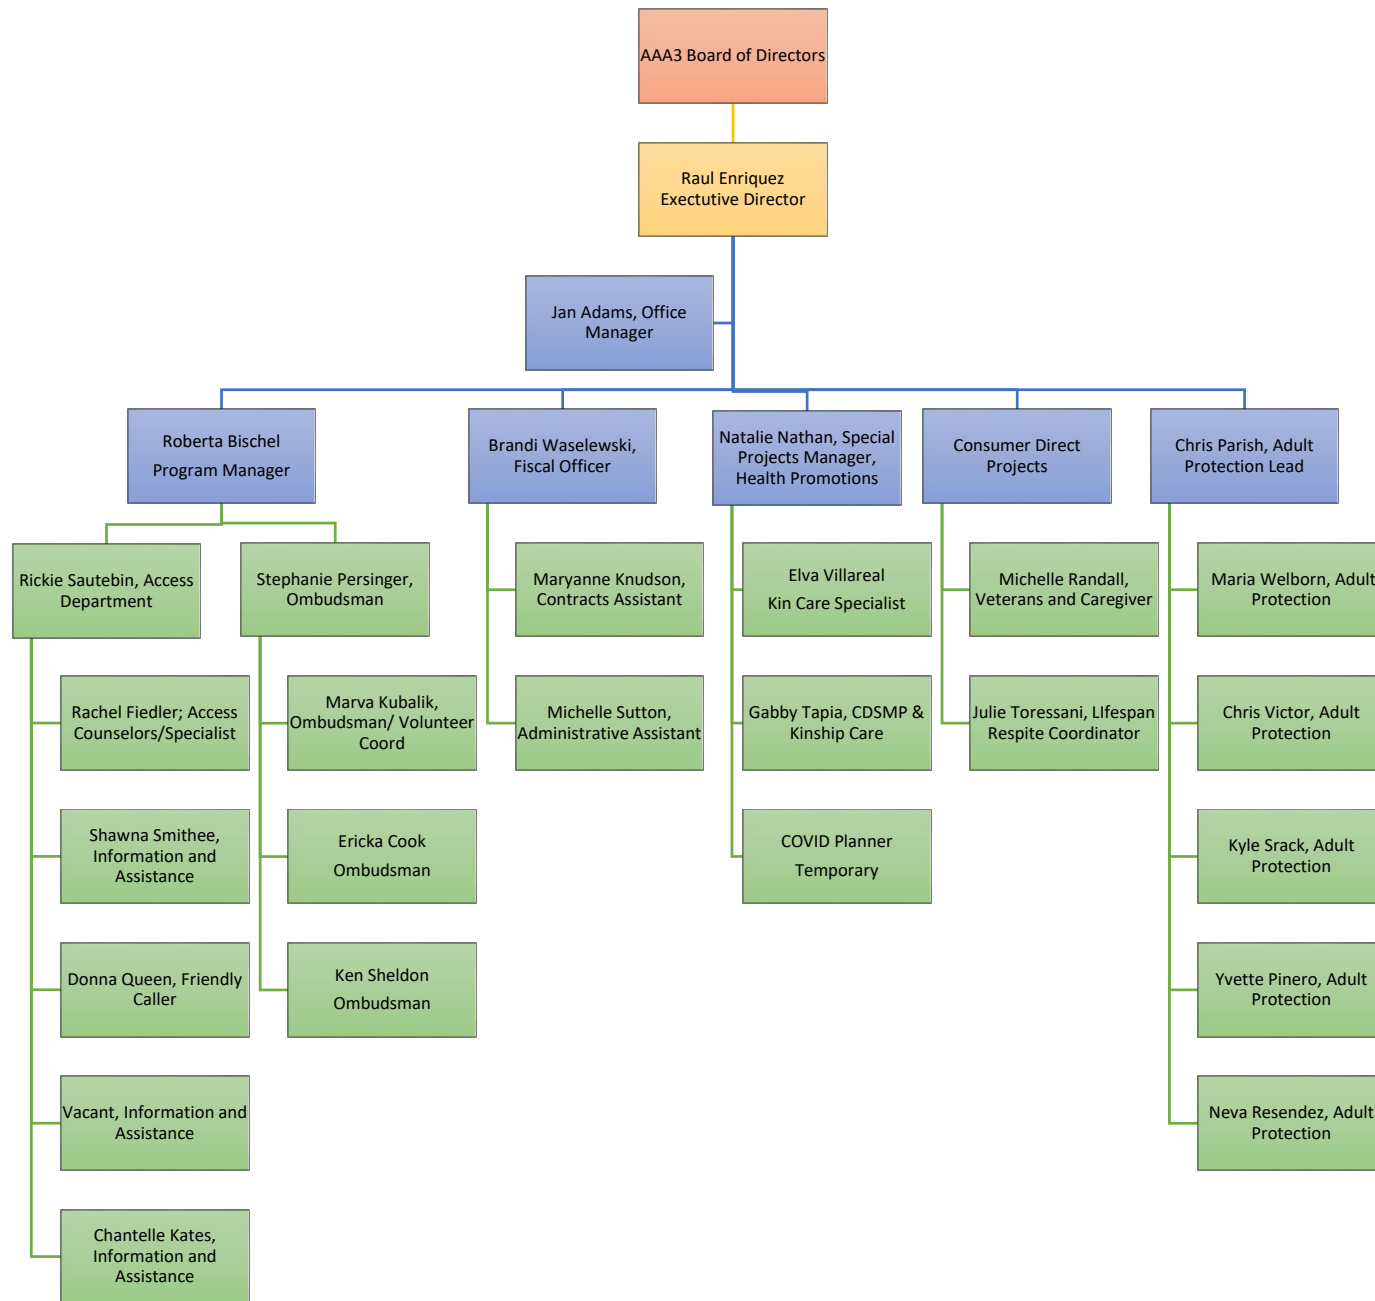 AAA3 Board of Directors
Raul Enriquez
Exectutive Director
Jan Adams, Office
Manager
Roberta Bischel
Program Manager
Brandi Waselewski,
Fiscal Officer
Natalie Nathan, Special
Projects Manager,
Health Promotions
Consumer Direct
Projects
Chris Parish, Adult
Protection Lead
Rickie Sautebin, Access
Department
Stephanie Persinger,
Ombudsman
Maryanne Knudson,
Contracts Assistant
Elva Villareal
Kin Care Specialist
Michelle Randall,
Veterans and Caregiver
Maria Welborn, Adult
Protection
Rachel Fiedler; Access
Counselors/Specialist
Marva Kubalik,
Ombudsman/ Volunteer
Coord
Michelle Sutton,
Administrative Assistant
Gabby Tapia, CDSMP &
Kinship Care
Julie Toressani, LIfespan
Respite Coordinator
Chris Victor, Adult
Protection
Shawna Smithee,
Information and
Assistance
Ericka Cook
Ombudsman
COVID Planner
Temporary
Kyle Srack, Adult
Protection
Donna Queen, Friendly
Caller
Ken Sheldon
Ombudsman
Yvette Pinero, Adult
Protection
Vacant, Information and
Assistance
Neva Resendez, Adult
Protection
Chantelle Kates,
Information and
Assistance